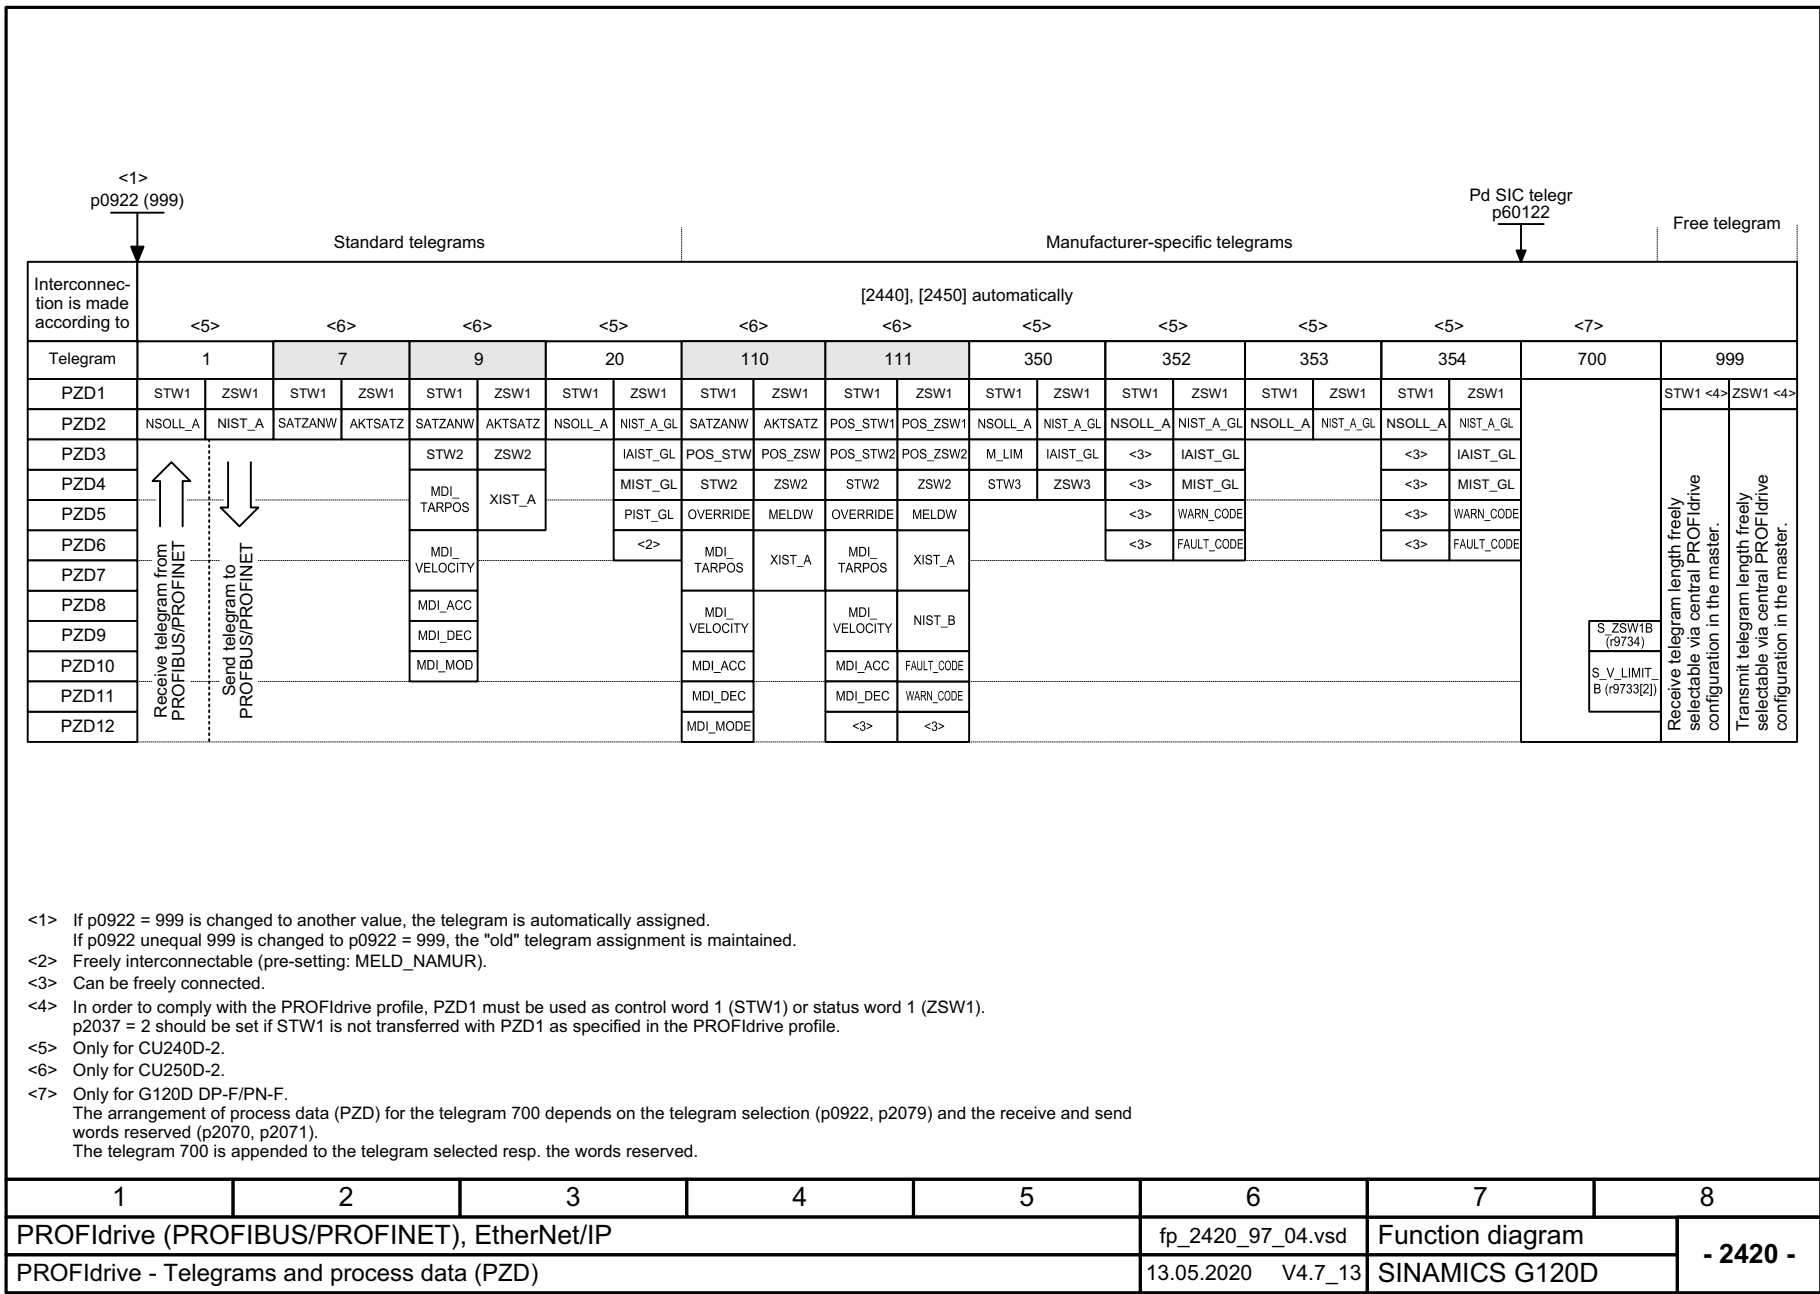 <1>
p0922 (999)
Pd SIC telegr
p60122
Standard telegrams
Manufacturer-specific telegrams
Free telegram
Interconnec-
tion is made
according to
[2440], [2450] automatically
<5> <6> <6> <5> <6> <6> <5> <5> <5> <5> <7>
Telegram 1 7 9 20 110 111 350 352 353 354 700 999
PZD1 STW1 ZSW1 STW1 ZSW1 STW1 ZSW1 STW1 ZSW1 STW1 ZSW1 STW1 ZSW1 STW1 ZSW1 STW1 ZSW1 STW1 ZSW1 STW1 ZSW1 STW1 <4> ZSW1 <4>
PZD2 NSOLL_A NIST_A SATZANW AKTSATZ SATZANW AKTSATZ NSOLL_A NIST_A_GL SATZANW AKTSATZ POS_STW1 POS_ZSW1 NSOLL_A NIST_A_GL NSOLL_A NIST_A_GL NSOLL_A NIST_A_GL NSOLL_A NIST_A_GL
PZD3 STW2 ZSW2 IAIST_GL POS_STW POS_ZSW POS_STW2 POS_ZSW2 M_LIM IAIST_GL <3> IAIST_GL <3> IAIST_GL
PZD4 MDI_ XIST_A MIST_GL STW2 ZSW2 STW2 ZSW2 STW3 ZSW3 <3> MIST_GL <3> MIST_GL
TARPOS
PZD5 PIST_GL OVERRIDE MELDW OVERRIDE MELDW <3> WARN_CODE <3> WARN_CODE
PZD6 MDI_ <2> MDI_ XIST_A MDI_ XIST_A <3> FAULT_CODE <3> FAULT_CODE
VELOCITY TARPOS TARPOS
PZD7
PZD8 MDI_ACC MDI_ MDI_ NIST_B
VELOCITY VELOCITY
PZD9 MDI_DEC S_ZSW1B
(r9734)
PZD10 MDI_MOD MDI_ACC MDI_ACC FAULT_CODE S_V_LIMIT_
B (r9733[2])
PZD11 MDI_DEC MDI_DEC WARN_CODE
PZD12 MDI_MODE <3> <3>
Receive telegram from
PROFIBUS/PROFINET
Send telegram to
PROFBUS/PROFINET
Receive telegram length freely
selectable via central PROFIdrive
configuration in the master.
Transmit telegram length freely
selectable via central PROFIdrive
configuration in the master.
<1> If p0922 = 999 is changed to another value, the telegram is automatically assigned.
If p0922 unequal 999 is changed to p0922 = 999, the "old" telegram assignment is maintained.
<2> Freely interconnectable (pre-setting: MELD_NAMUR).
<3> Can be freely connected.
<4> In order to comply with the PROFIdrive profile, PZD1 must be used as control word 1 (STW1) or status word 1 (ZSW1).
p2037 = 2 should be set if STW1 is not transferred with PZD1 as specified in the PROFIdrive profile.
<5> Only for CU240D-2.
<6> Only for CU250D-2.
<7> Only for G120D DP-F/PN-F.
The arrangement of process data (PZD) for the telegram 700 depends on the telegram selection (p0922, p2079) and the receive and send
words reserved (p2070, p2071).
The telegram 700 is appended to the telegram selected resp. the words reserved.
1 2 3 4 5 6 7 8
PROFIdrive (PROFIBUS/PROFINET), EtherNet/IP fp_2420_97_04.vsd Function diagram
- 2420 -
PROFIdrive - Telegrams and process data (PZD) 13.05.2020 V4.7_13 SINAMICS G120D